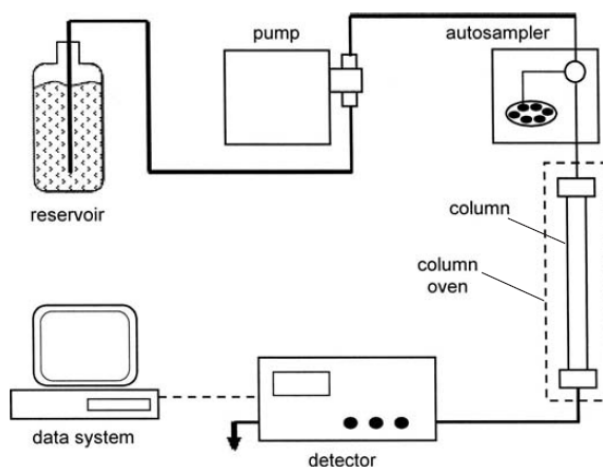 pump
autosampler
reservoir
column
column
oven
data system
detector